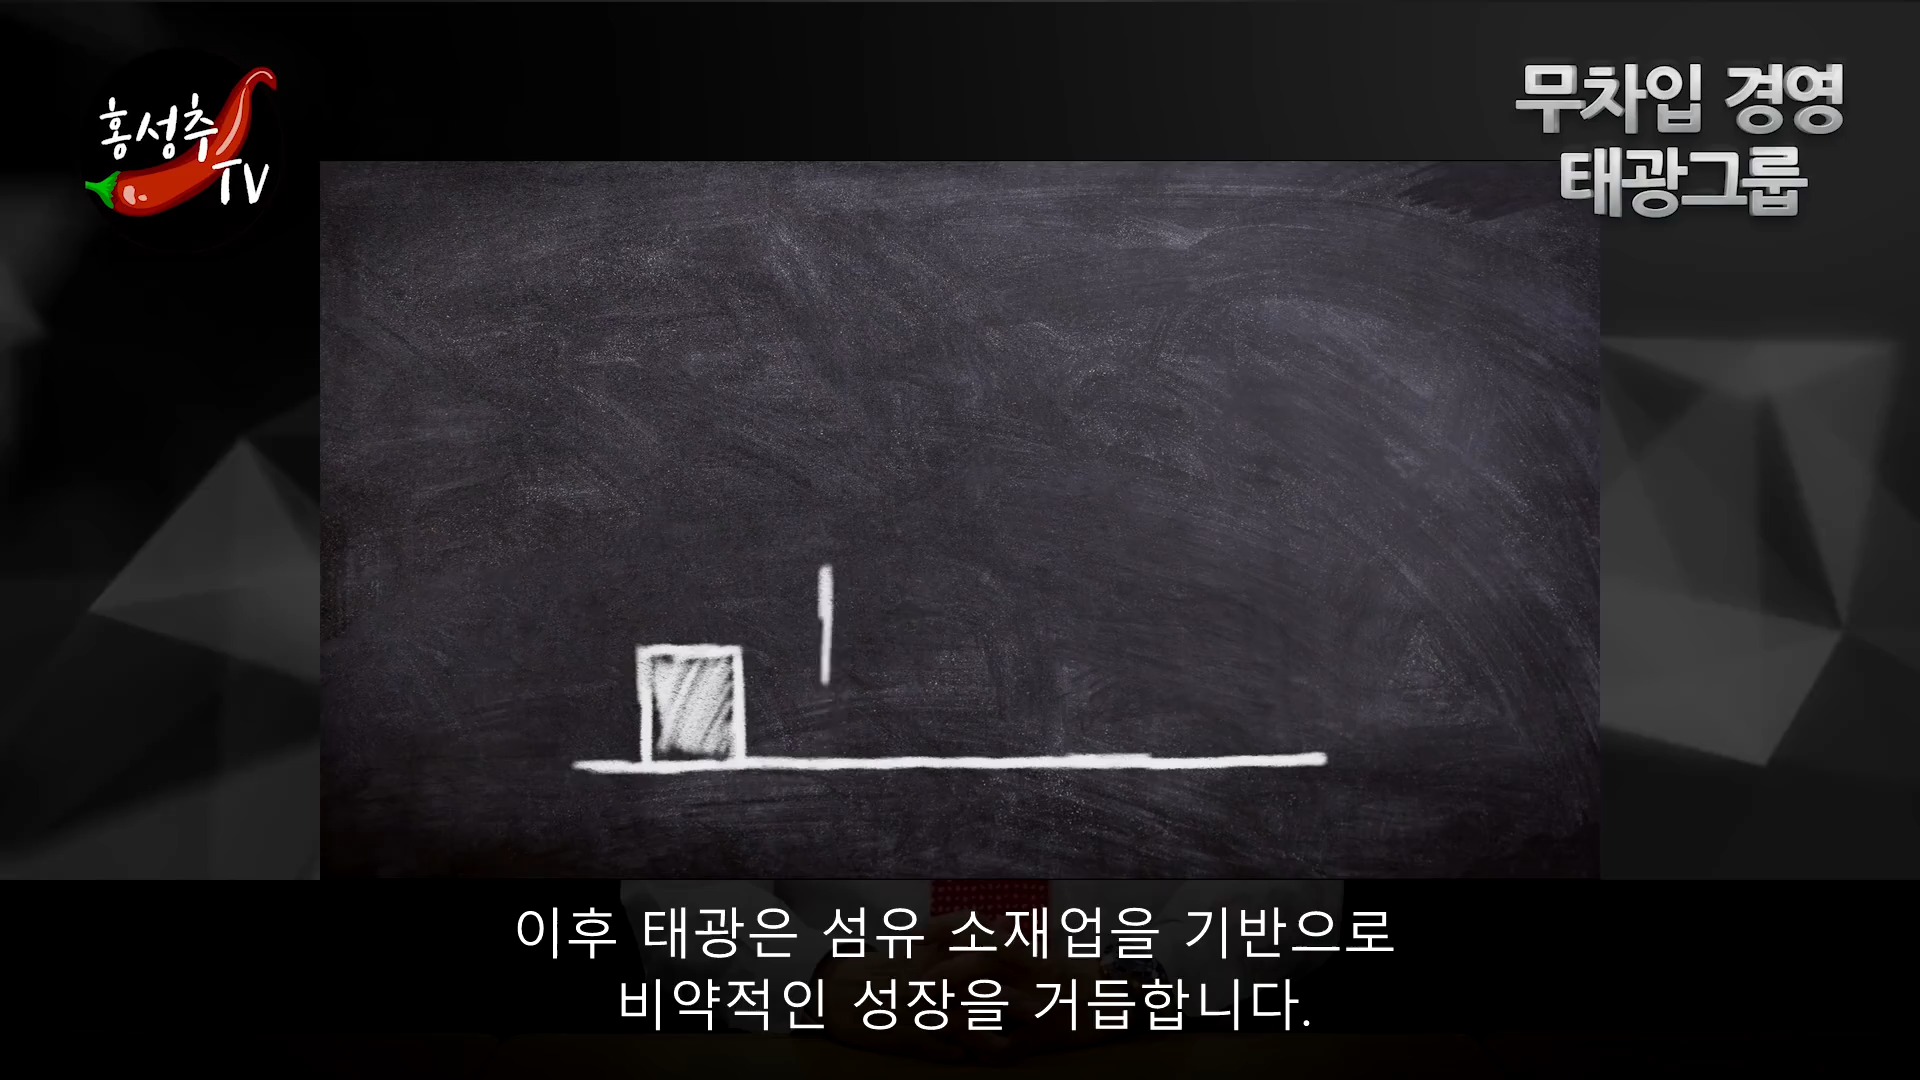 홍성추
TV
무차입 경영
태광그룹
이후 태광은 섬유 소재업을 기반으로
비약적인 성장을 거듭합니다.